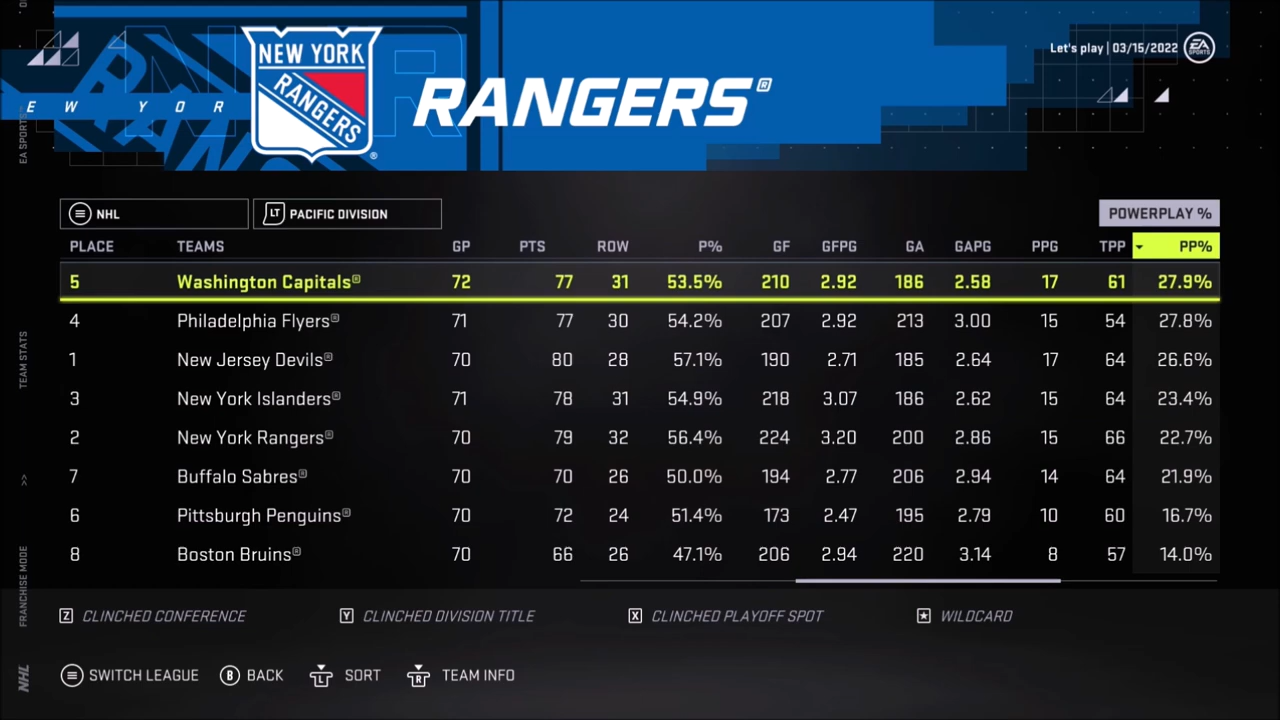 NEW YORK
RANGERS
RANGERS®
Let's play | 03/15/2022
EA SPORTS
E W Y O R
NHL
LT PACIFIC DIVISION
POWERPLAY %
PLACE TEAMS GP PTS ROW P% GF GFPG GA GAPG PPG TPP PP%
5 Washington Capitals® 72 77 31 53.5% 210 2.92 186 2.58 17 61 27.9%
4 Philadelphia Flyers® 71 77 30 54.2% 207 2.92 213 3.00 15 54 27.8%
1 New Jersey Devils® 70 80 28 57.1% 190 2.71 185 2.64 17 64 26.6%
3 New York Islanders® 71 78 31 54.9% 218 3.07 186 2.62 15 64 23.4%
2 New York Rangers® 70 79 32 56.4% 224 3.20 200 2.86 15 66 22.7%
7 Buffalo Sabres® 70 70 26 50.0% 194 2.77 206 2.94 14 64 21.9%
6 Pittsburgh Penguins® 70 72 24 51.4% 173 2.47 195 2.79 10 60 16.7%
8 Boston Bruins® 70 66 26 47.1% 206 2.94 220 3.14 8 57 14.0%
Z CLINCHED CONFERENCE Y CLINCHED DIVISION TITLE X CLINCHED PLAYOFF SPOT ★ WILDCARD
SWITCH LEAGUE B BACK L SORT R TEAM INFO
EA SPORTS
TEAM STATS
>>
FRANCHISE MODE
NHL